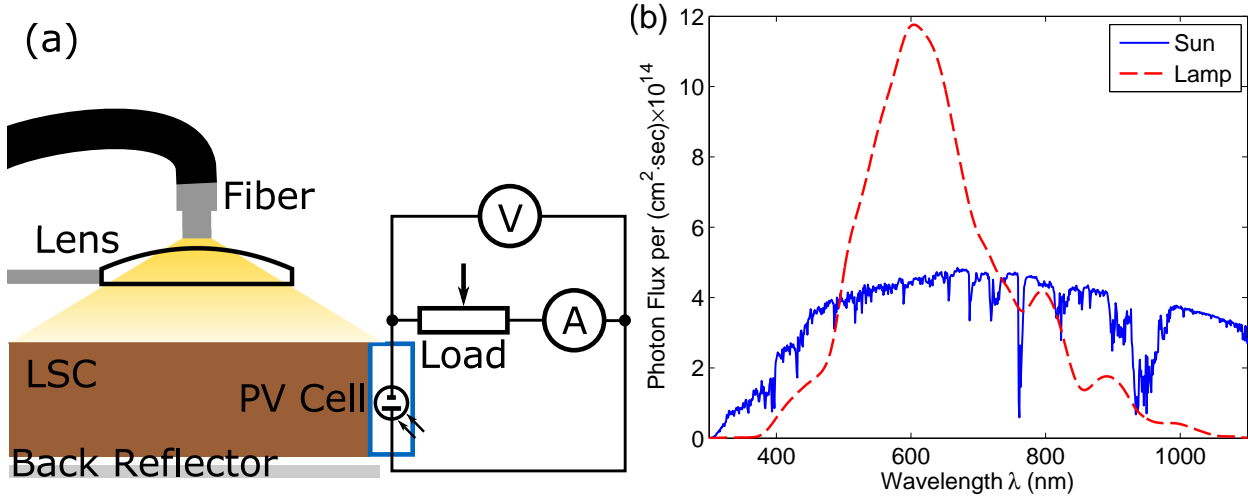 (a)
Fiber
Lens
V
A
Load
LSC
PV Cell
Back Reflector
(b)
12
10
8
6
4
2
0
Photon Flux per (cm²·sec)×10¹⁴
Sun
Lamp
400 600 800 1000
Wavelength λ (nm)